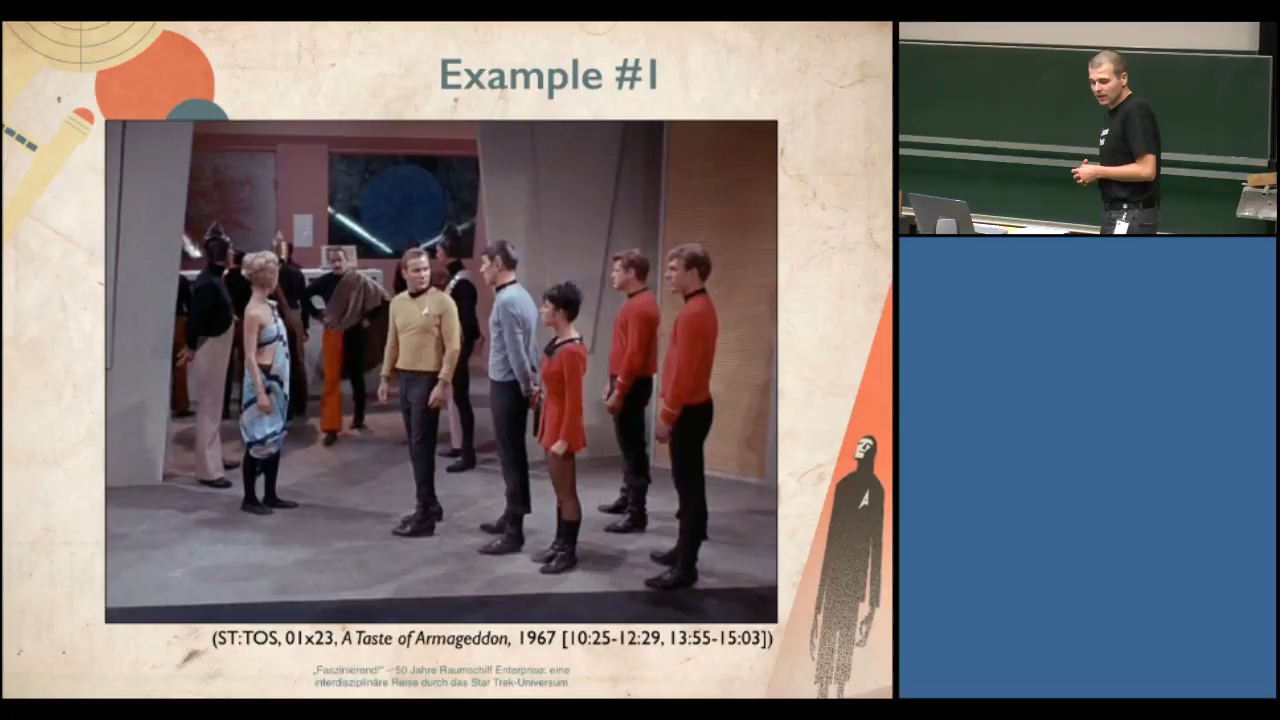 Example #1
(ST:TOS, 01x23, A Taste of Armageddon, 1967 [10:25-12:29, 13:55-15:03])
„Faszinierend!“ – 50 Jahre Raumschiff Enterprise: eine
interdisziplinäre Reise durch das Star Trek-Universum